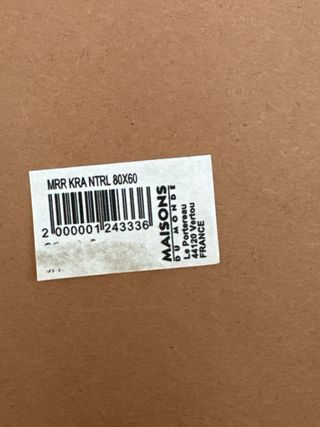 MRR KRA NTRL 80X60
2 000001 243336
MAISONS
DU MONDE
Le Portereau
44120 Vertou
FRANCE